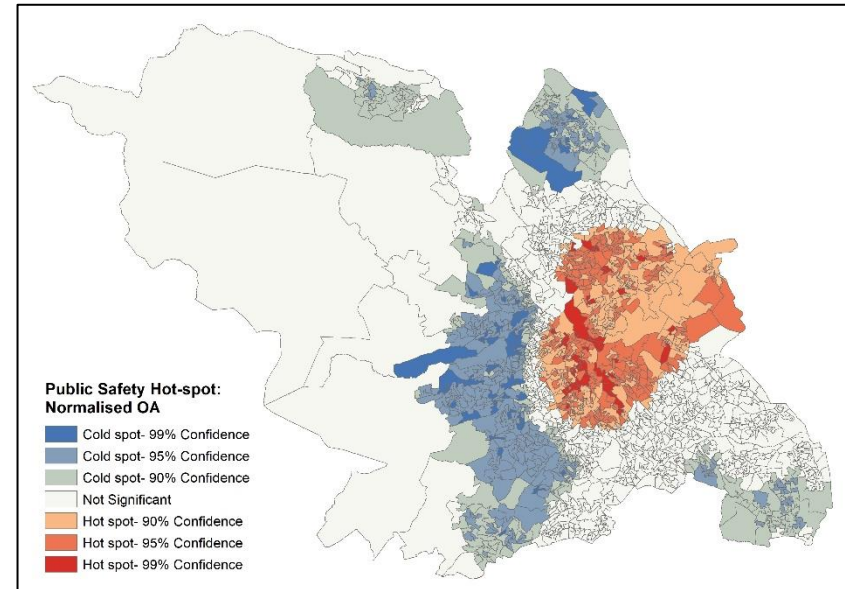 Public Safety Hot-spot:
Normalised OA
Cold spot- 99% Confidence
Cold spot- 95% Confidence
Cold spot- 90% Confidence
Not Significant
Hot spot- 90% Confidence
Hot spot- 95% Confidence
Hot spot- 99% Confidence